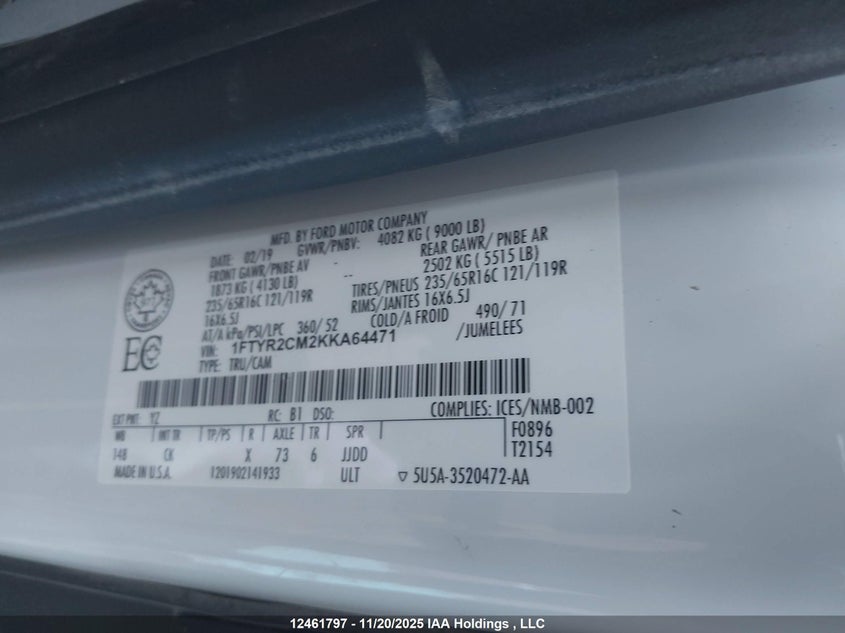 MFD. BY FORD MOTOR COMPANY
DATE: 02/19 GVWR/PNBV: 4082 KG ( 9000 LB)
FRONT GAWR/PNBE AV - REAR GAWR/ PNBE AR
1873 KG ( 4130 LB) -- 2502 KG ( 5515 LB)
235/65R16C 121/119R TIRES/PNEUS 235/65R16C 121/119R
16X6.5J RIMS/JANTES 16X6.5J
AT/A kPa/PSI/LPC 360/ 52 COLD/A FROID 490/ 71
VIN: 1FTYR2CM2KKA64471 /JUMELEES
TYPE: TRU/CAM
EC
EXT PNT: YZ RC: B1 DSO: COMPLIES: ICES/NMB-002
WB INT TR TP/PS R AXLE TR SPR F0896
148 CK X 73 6 JJDD T2154
MADE IN U.S.A. 1201902141933 ULT ▽ 5U5A-3520472-AA
12461797 - 11/20/2025 IAA Holdings , LLC